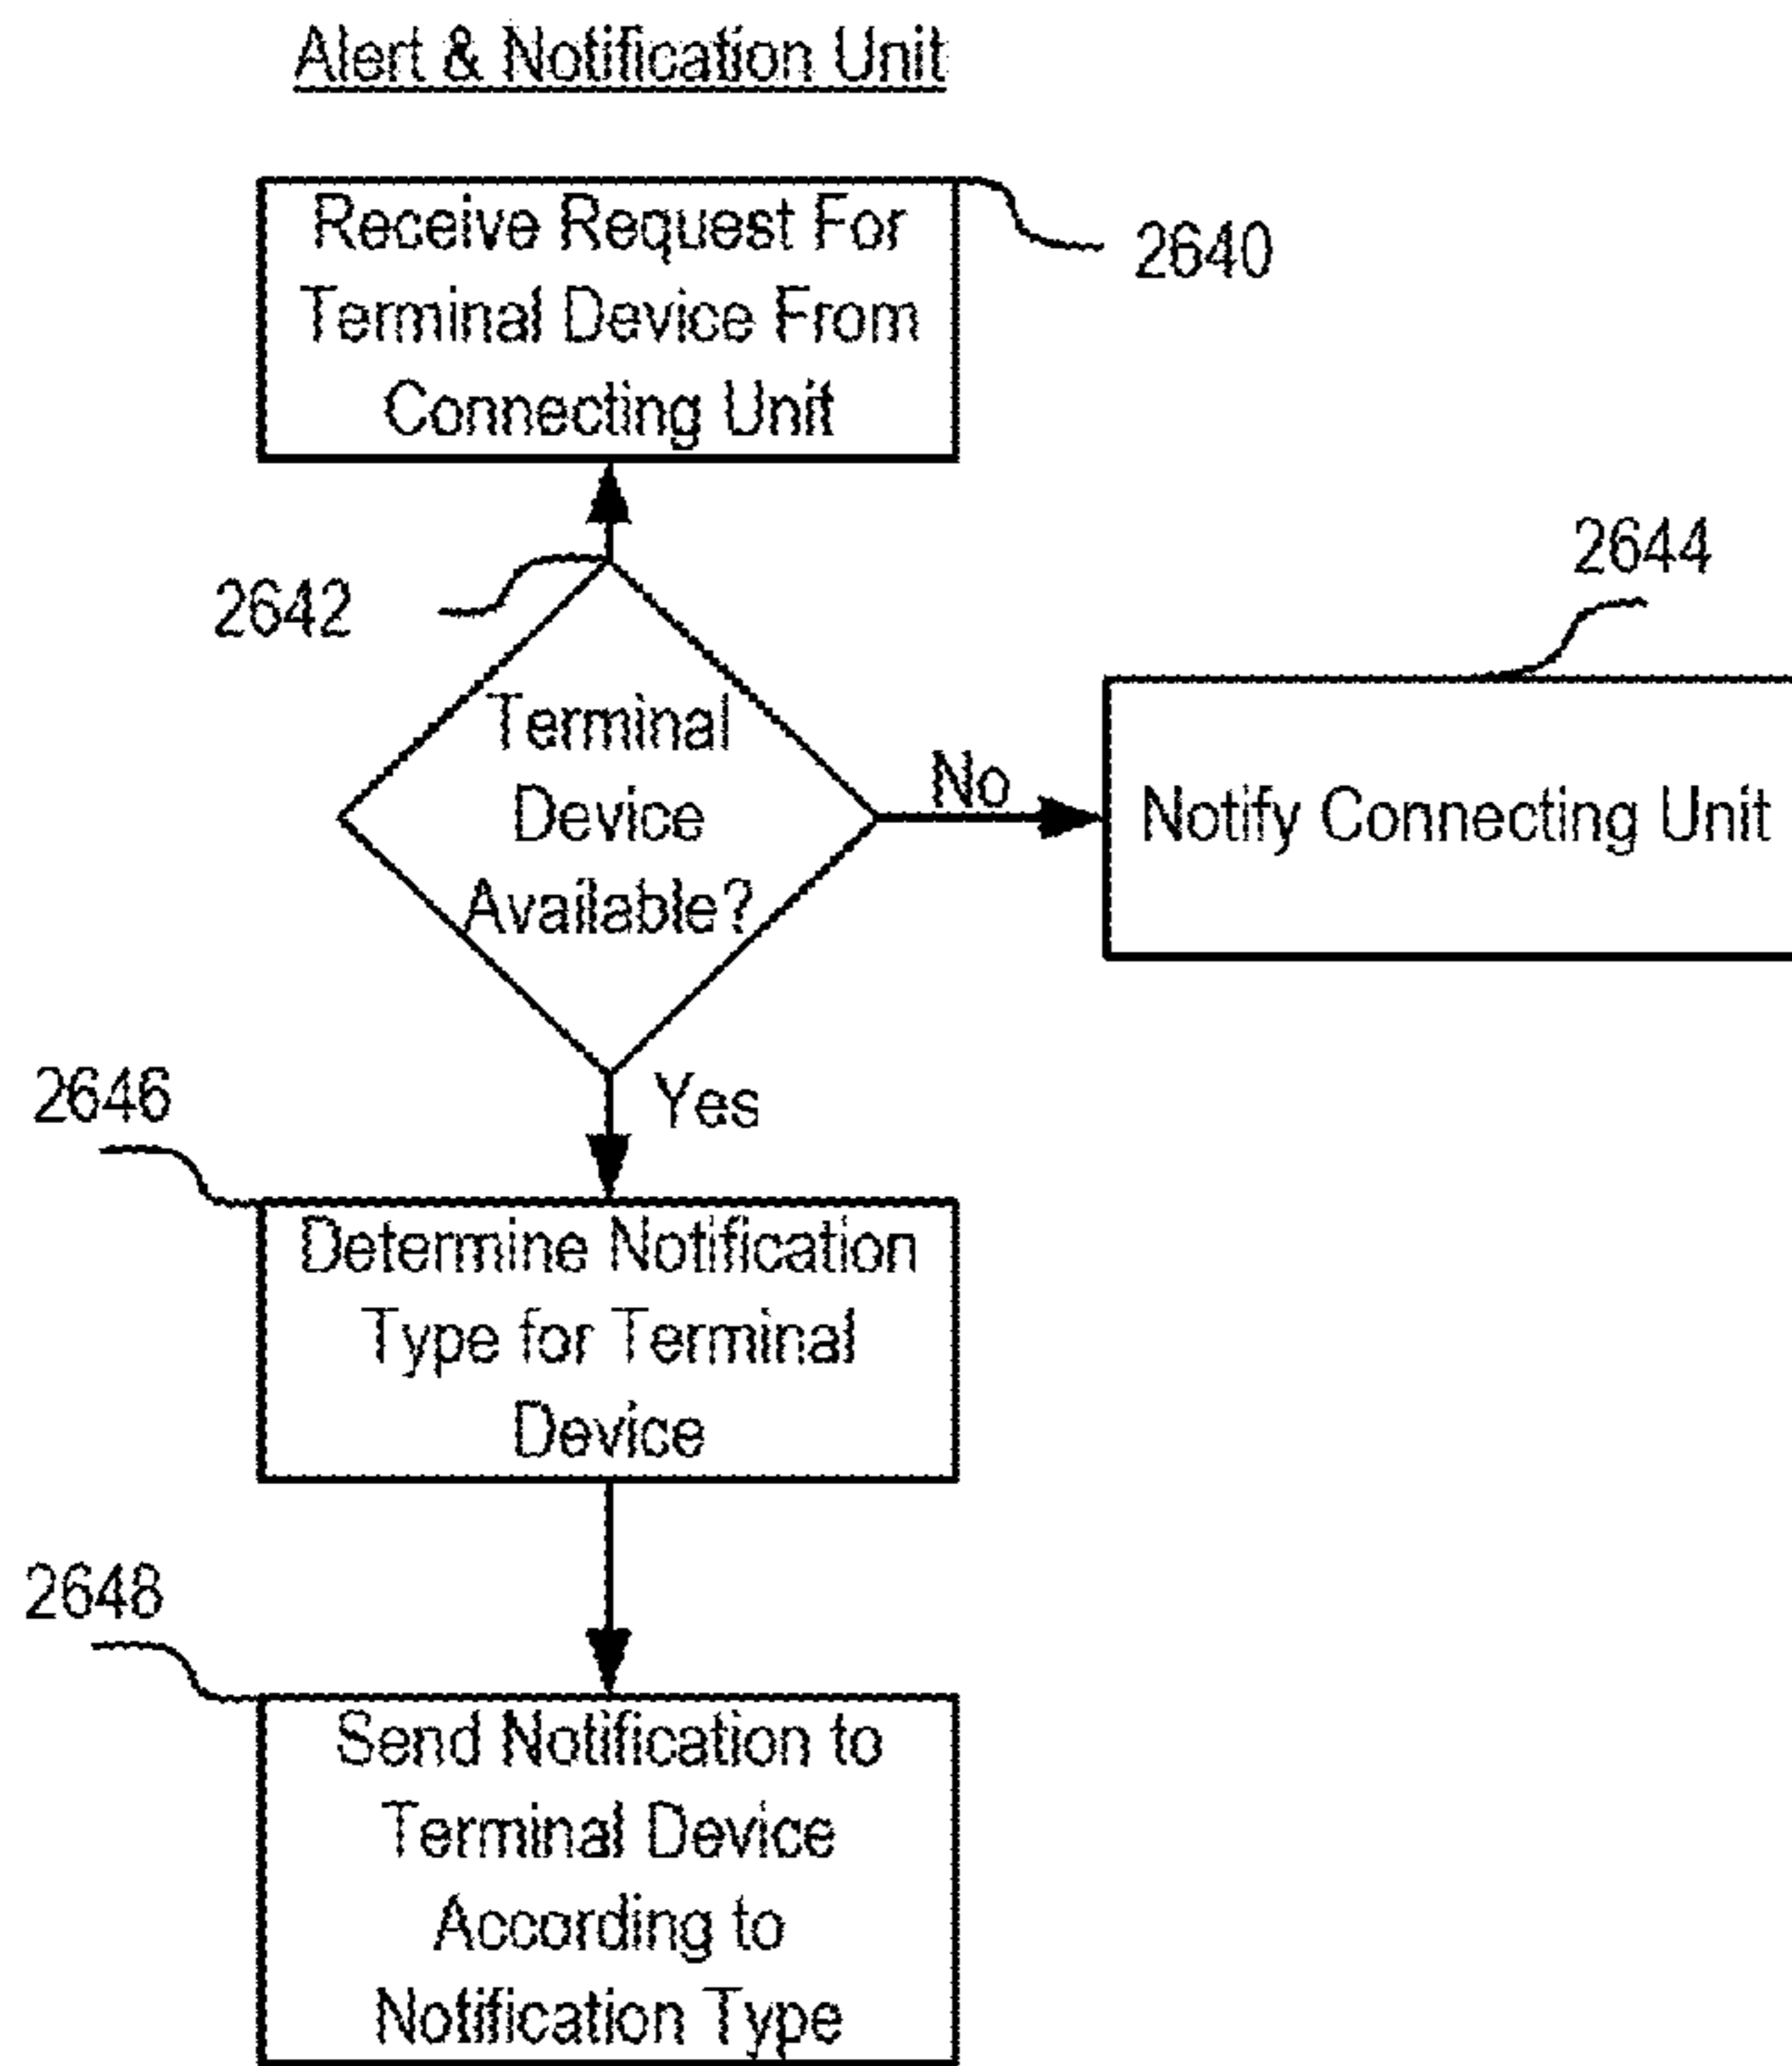 Alert & Notification Unit
Receive Request For
Terminal Device From
Connecting Unit
2640
2642
2644
Terminal
Device
Available?
No
Notify Connecting Unit
Yes
2646
Determine Notification
Type for Terminal
Device
2648
Send Notification to
Terminal Device
According to
Notification Type